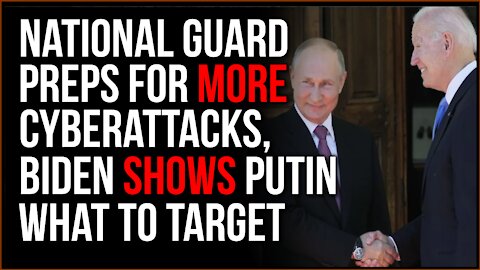 NATIONAL GUARD
PREPS FOR MORE
CYBERATTACKS,
BIDEN SHOWS PUTIN
WHAT TO TARGET